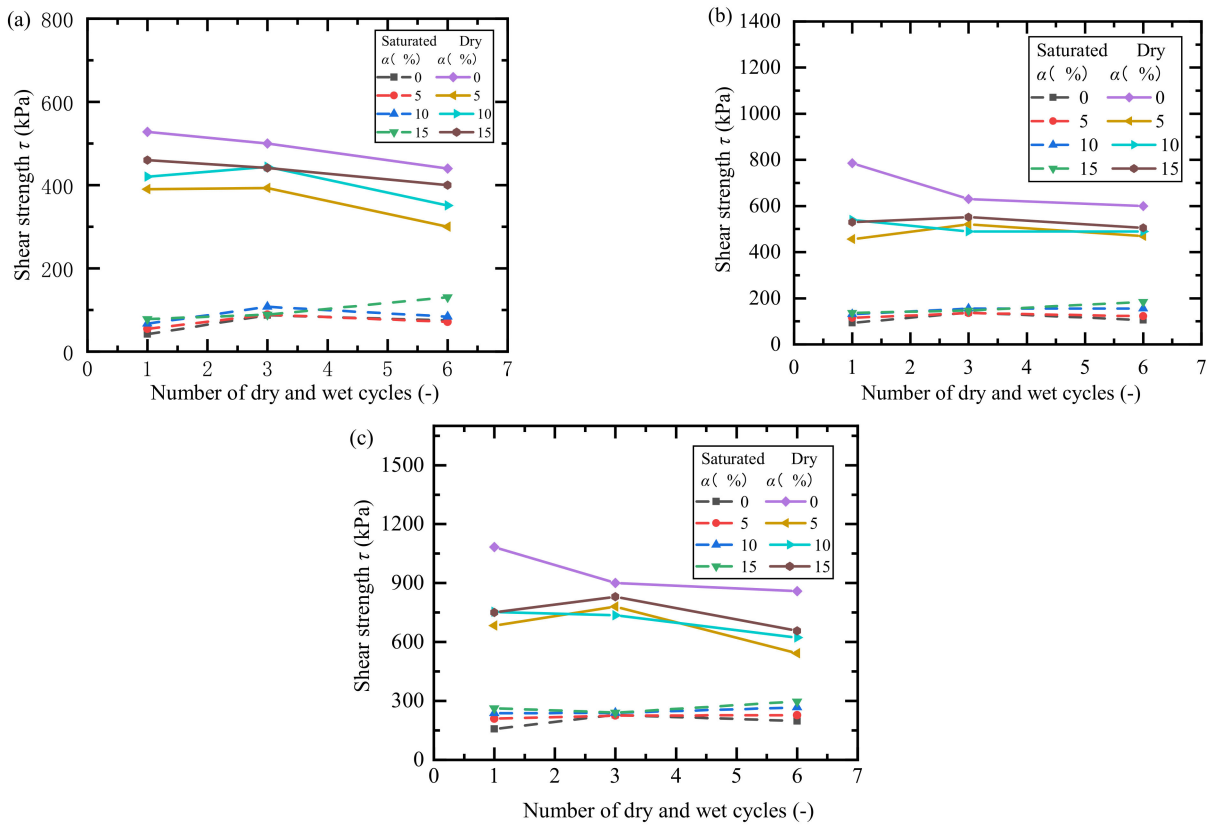 (a)
800
600
400
200
0
Shear strength τ (kPa)
Saturated Dry
α( %) α( %)
0 0
5 5
10 10
15 15
0 1 2 3 4 5 6 7
Number of dry and wet cycles (-)
(b)
1400
1200
1000
800
600
400
200
0
Shear strength τ (kPa)
Saturated Dry
α( %) α( %)
0 0
5 5
10 10
15 15
0 1 2 3 4 5 6 7
Number of dry and wet cycles (-)
(c)
1500
1200
900
600
300
0
Shear strength τ (kPa)
Saturated Dry
α( %) α( %)
0 0
5 5
10 10
15 15
0 1 2 3 4 5 6 7
Number of dry and wet cycles (-)